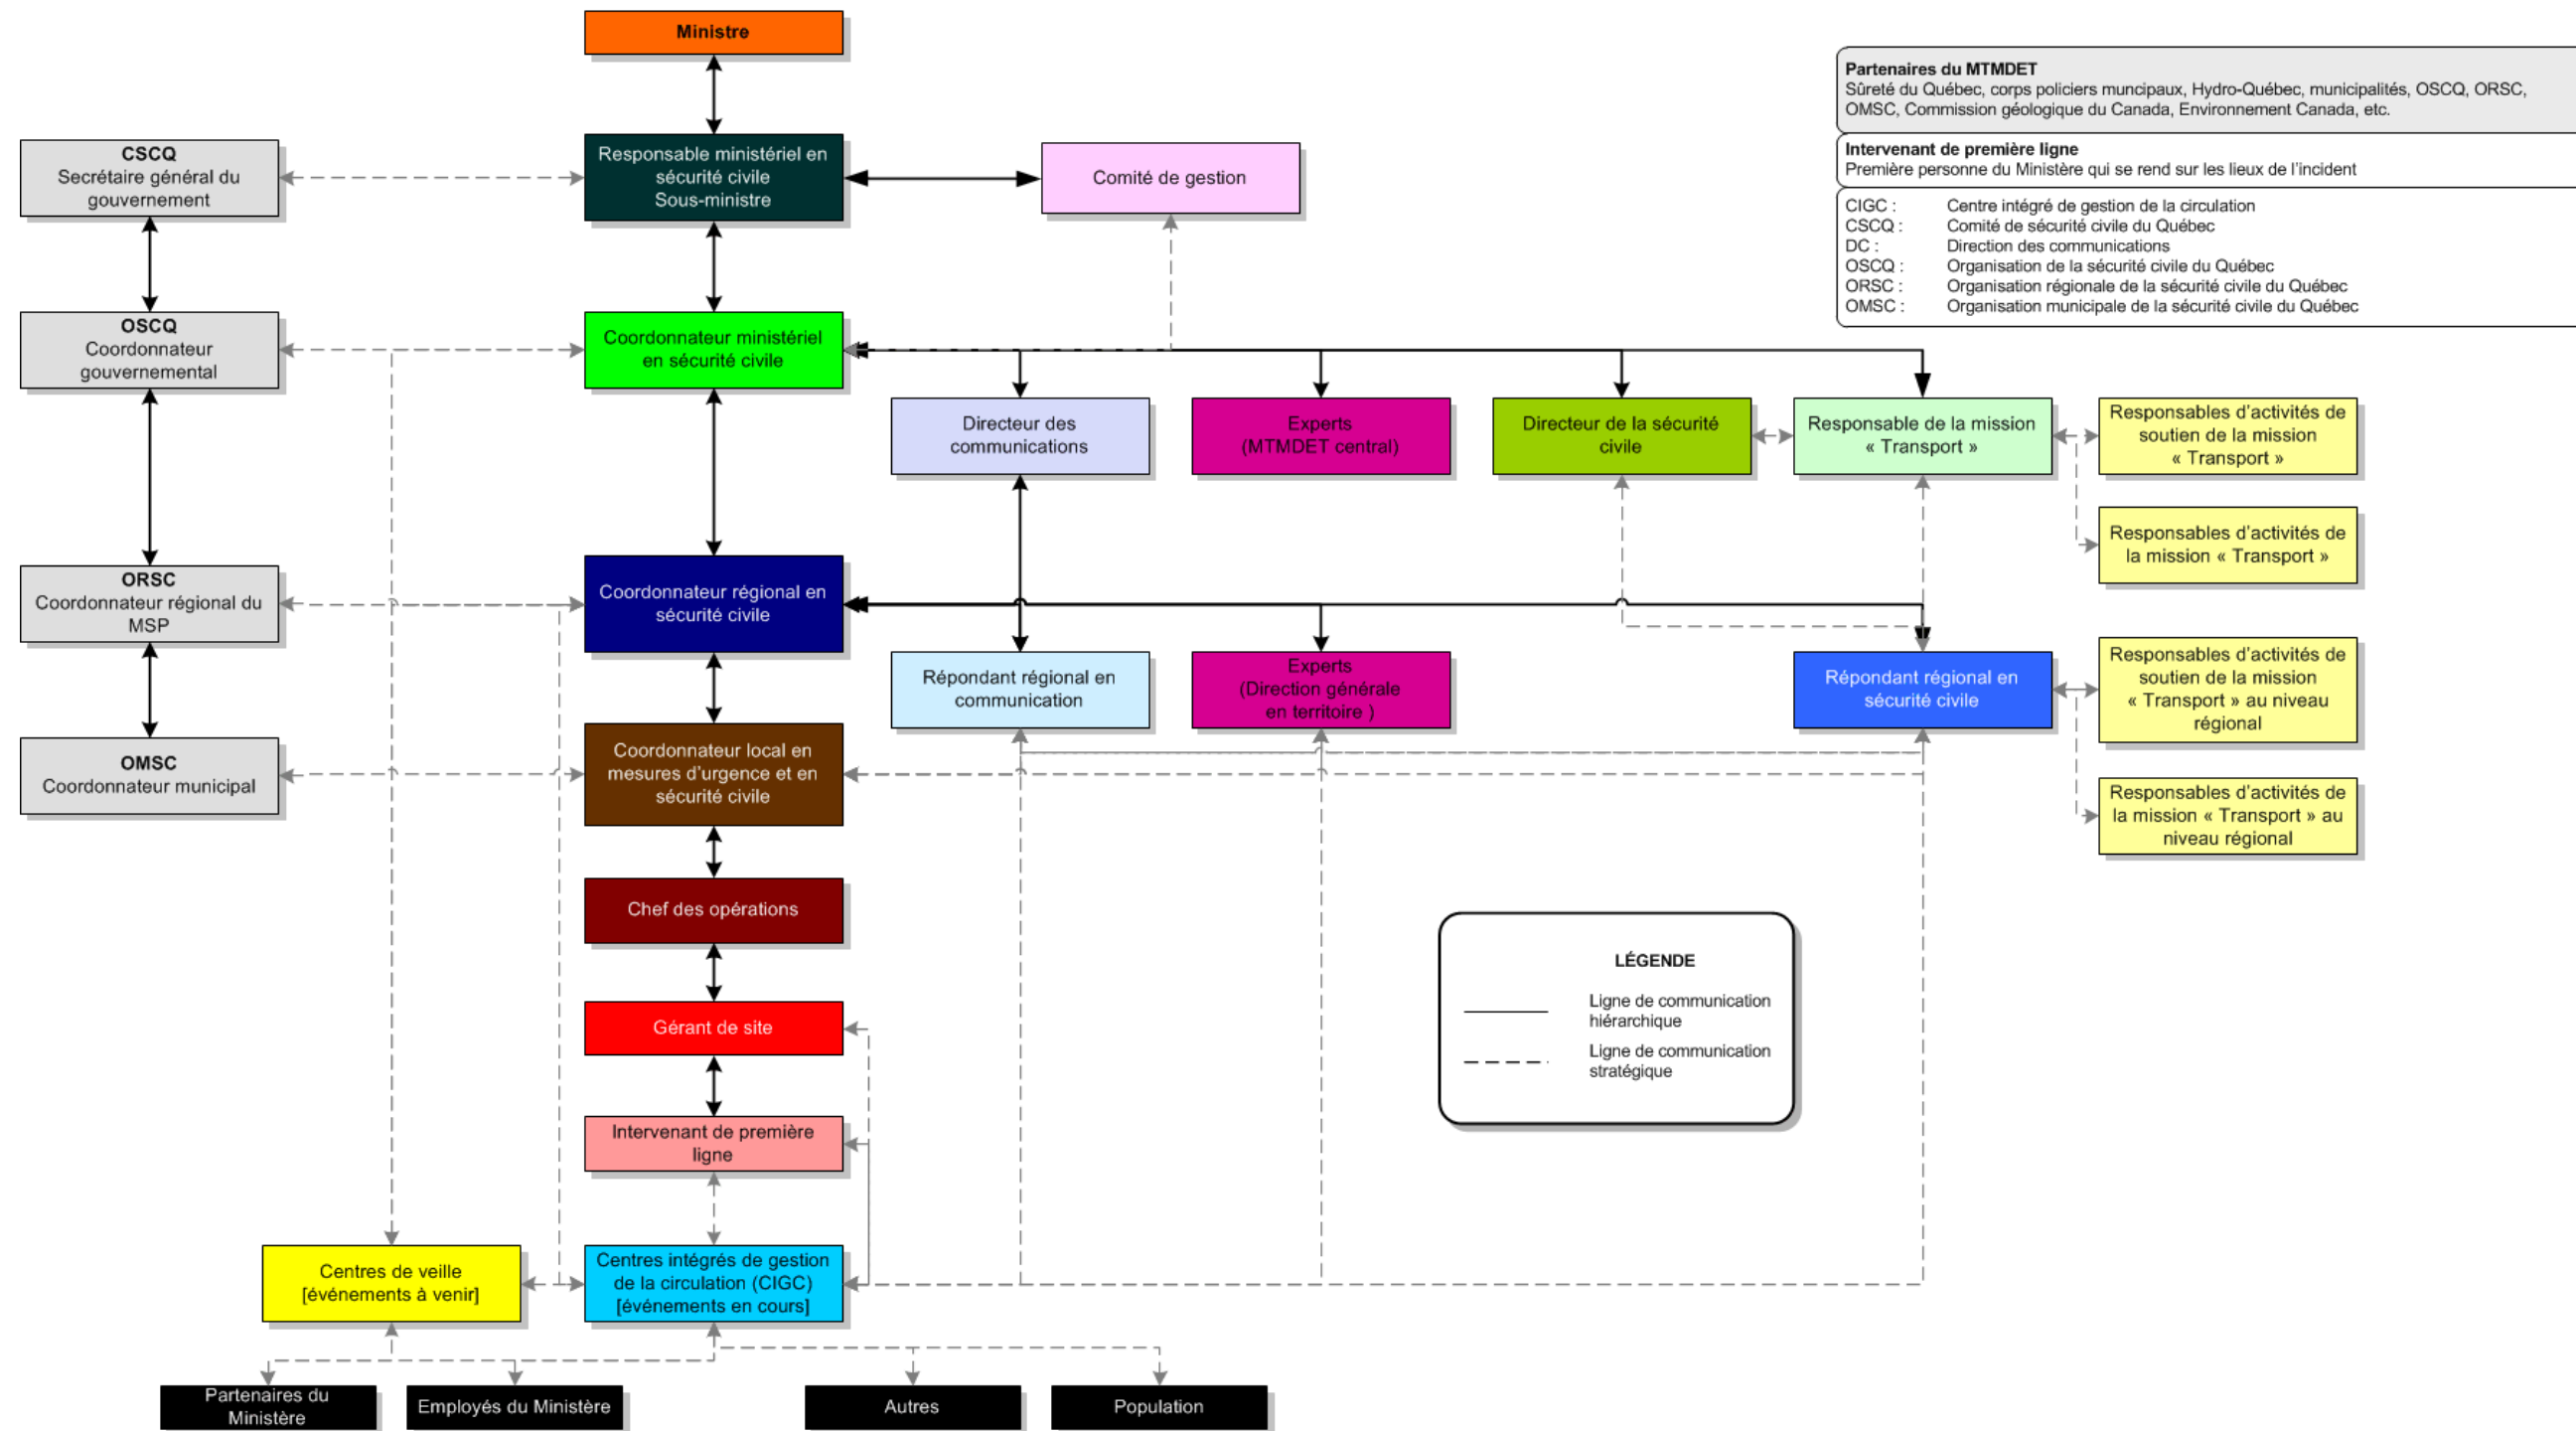 Ministre
Partenaires du MTMDET
Sûreté du Québec, corps policiers muncipaux, Hydro-Québec, municipalités, OSCQ, ORSC,
OMSC, Commission géologique du Canada, Environnement Canada, etc.
Intervenant de première ligne
Première personne du Ministère qui se rend sur les lieux de l'incident
CIGC : Centre intégré de gestion de la circulation
CSCQ : Comité de sécurité civile du Québec
DC : Direction des communications
OSCQ : Organisation de la sécurité civile du Québec
ORSC : Organisation régionale de la sécurité civile du Québec
OMSC : Organisation municipale de la sécurité civile du Québec
CSCQ
Secrétaire général du
gouvernement
Responsable ministériel en
sécurité civile
Sous-ministre
Comité de gestion
OSCQ
Coordonnateur
gouvernemental
Coordonnateur ministériel
en sécurité civile
Directeur des
communications
Experts
(MTMDET central)
Directeur de la sécurité
civile
Responsable de la mission
« Transport »
Responsables d'activités de
soutien de la mission
« Transport »
Responsables d'activités de
la mission « Transport »
ORSC
Coordonnateur régional du
MSP
Coordonnateur régional en
sécurité civile
Répondant régional en
communication
Experts
(Direction générale
en territoire )
Répondant régional en
sécurité civile
Responsables d'activités de
soutien de la mission
« Transport » au niveau
régional
Responsables d'activités de
la mission « Transport » au
niveau régional
OMSC
Coordonnateur municipal
Coordonnateur local en
mesures d'urgence et en
sécurité civile
Chef des opérations
Gérant de site
Intervenant de première
ligne
LÉGENDE
Ligne de communication
hiérarchique
Ligne de communication
stratégique
Centres de veille
[événements à venir]
Centres intégrés de gestion
de la circulation (CIGC)
[événements en cours]
Partenaires du
Ministère
Employés du Ministère
Autres
Population